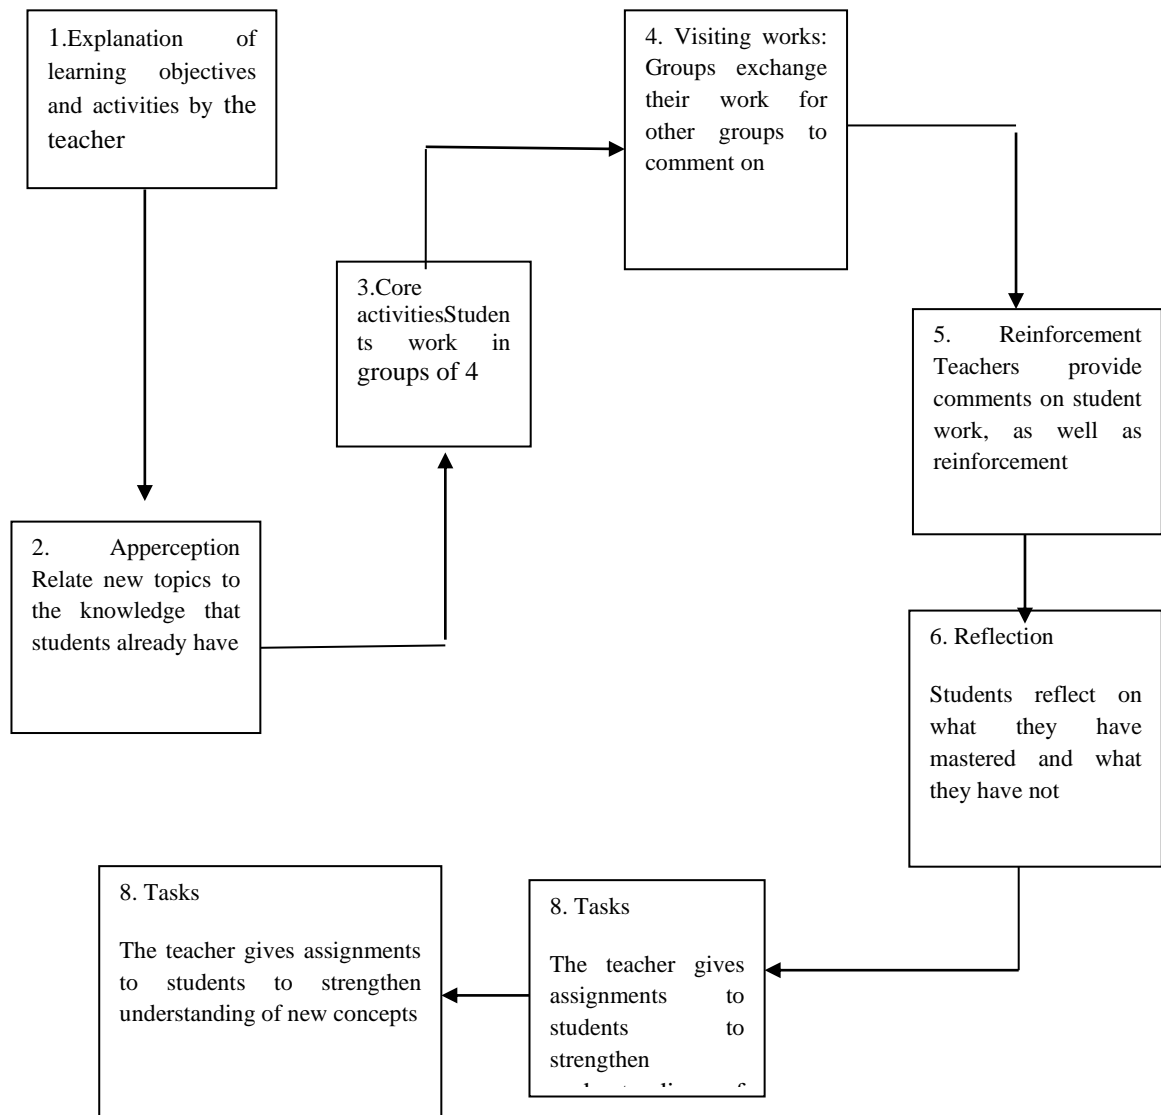 1.Explanation of
learning objectives
and activities by the
teacher
2. Apperception
Relate new topics to
the knowledge that
students already have
3.Core
activitiesStuden
ts work in
groups of 4
4. Visiting works:
Groups exchange
their work for
other groups to
comment on
5. Reinforcement
Teachers provide
comments on student
work, as well as
reinforcement
6. Reflection
Students reflect on
what they have
mastered and what
they have not
8. Tasks
The teacher gives
assignments to
students to
strengthen
8. Tasks
The teacher gives assignments
to students to strengthen
understanding of new concepts